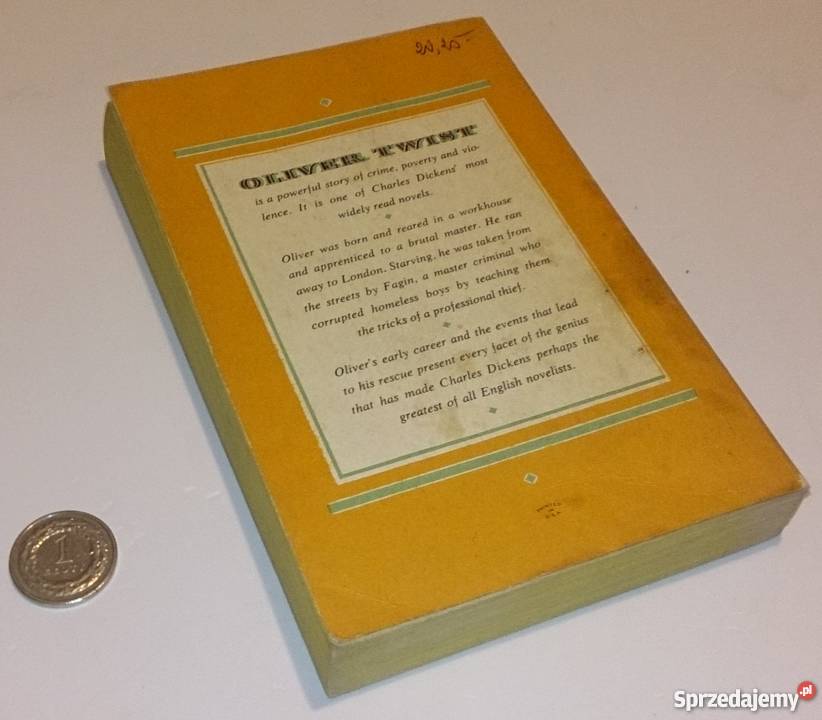 20,20-
OLIVER TWIST
is a powerful story of crime, poverty and vio-
lence. It is one of Charles Dickens' most
widely read novels.
Oliver was born and reared in a workhouse
and apprenticed to a brutal master. He ran
away to London. Starving, he was taken from
the streets by Fagin, a master criminal who
corrupted homeless boys by teaching them
the tricks of a professional thief.
Oliver's early career and the events that lead
to his rescue present every facet of the genius
that has made Charles Dickens perhaps the
greatest of all English novelists.
PRINTED
IN
U.S.A.
1
Sprzedajemy.pl